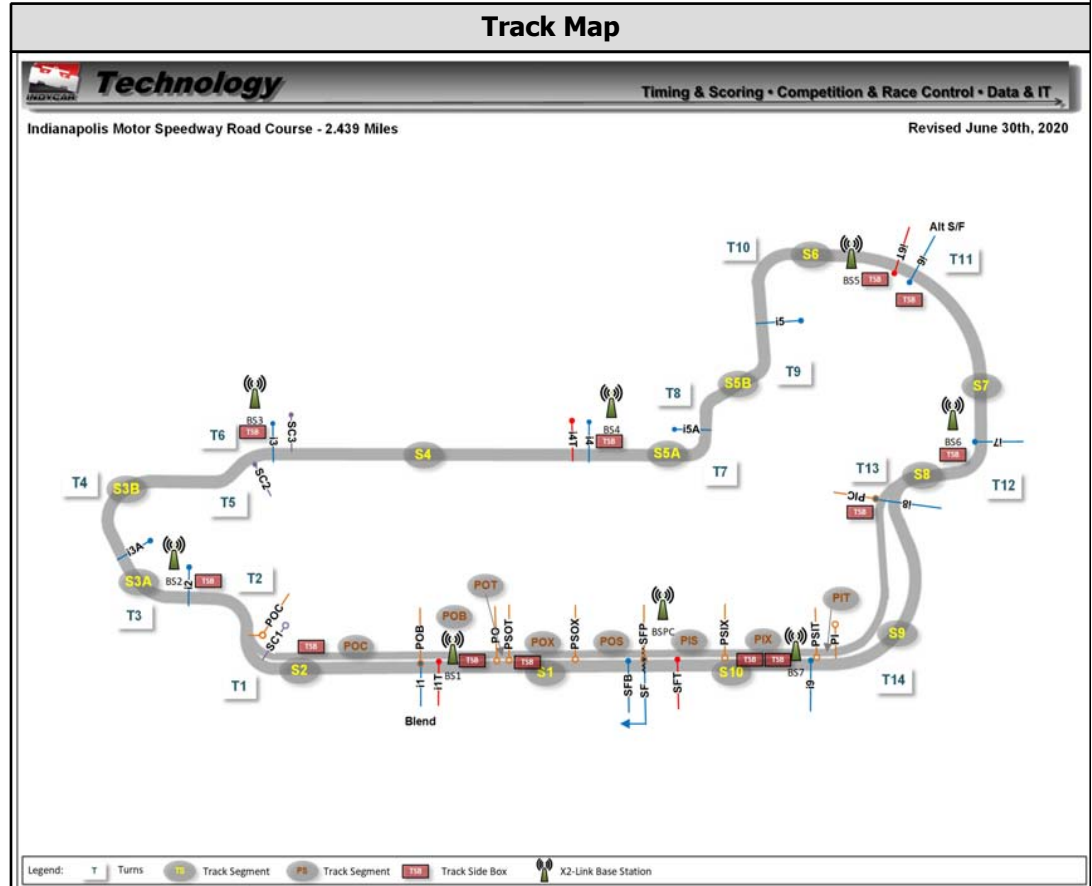 Track Map
INDYCAR
Technology
Timing & Scoring • Competition & Race Control • Data & IT
Indianapolis Motor Speedway Road Course - 2.439 Miles
Revised June 30th, 2020
Alt S/F
T10
S6
BS5
TSB
i6T
i6
TSB
T11
i5
T8
S5B
T9
S7
BS3
TSB
T6
i3
SC3
BS4
TSB
i4T
i4
i5A
BS6
TSB
i7
T4
S3B
SC2
T5
S4
S5A
T7
T13
S8
T12
PIC
i8
TSB
i3A
S3A
BS2
i2
TSB
T2
T3
POC
SC1
TSB
POC
POB
POB
BS1
TSB
POT
PO
PSOT
POX
TSB
PSOX
POS
SFP
BSPC
PIS
PSIX
PIX
TSB
TSB
BS7
PSIT
PIT
PI
S9
T1
S2
i1
i1T
S1
SFB
SF
SFT
S10
i9
T14
Blend
Legend:
T
Turns
TS
Track Segment
PS
Track Segment
TSB
Track Side Box
X2-Link Base Station